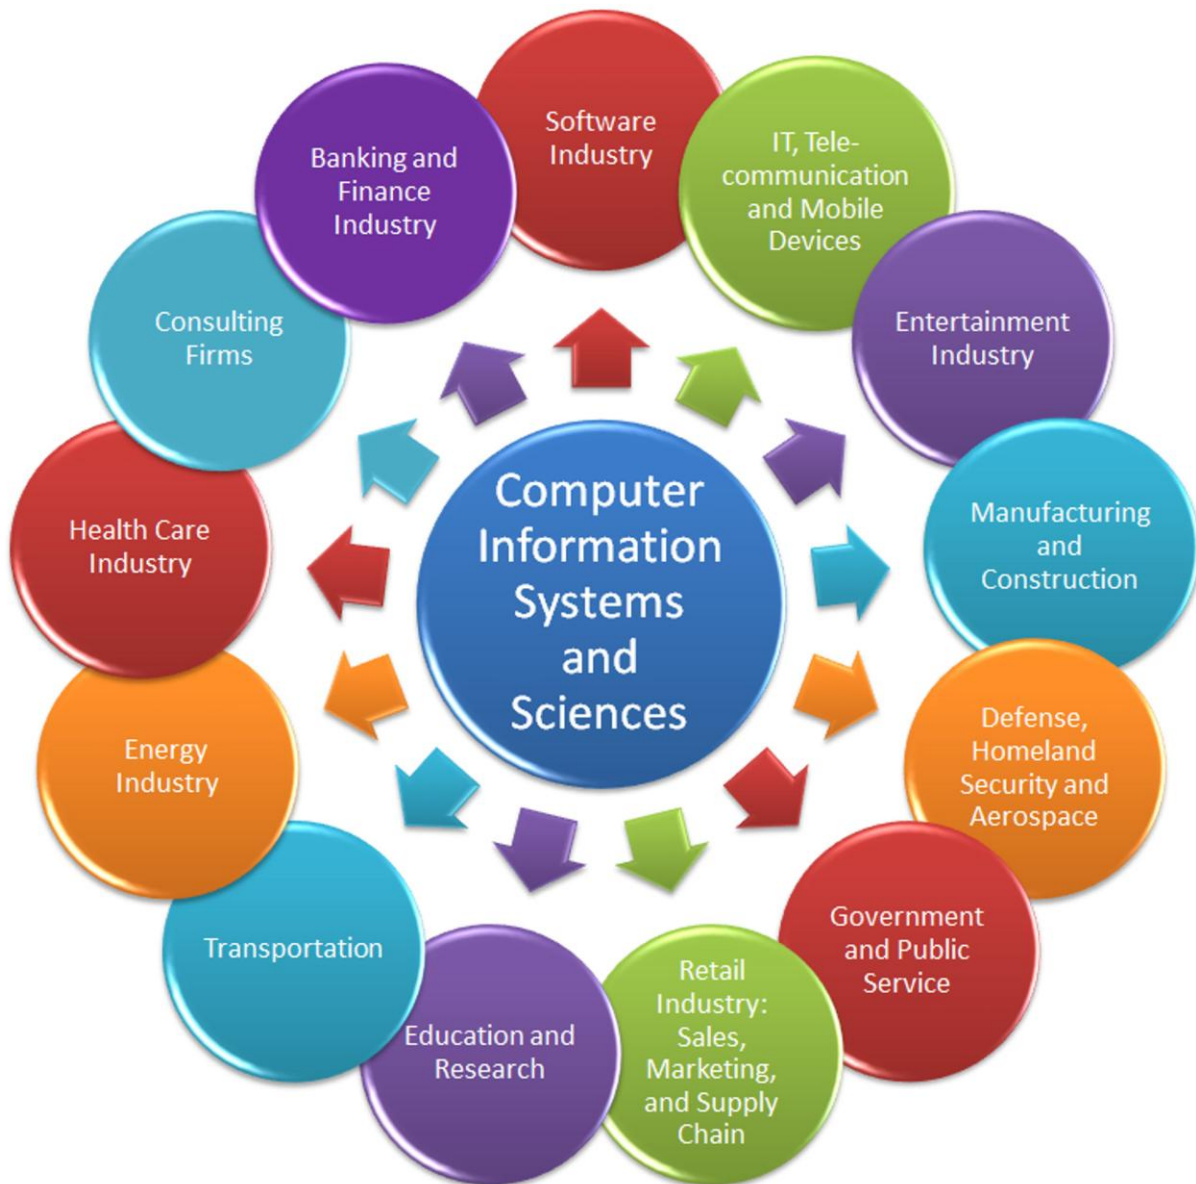 Software
Industry
IT, Tele-
communication
and Mobile
Devices
Entertainment
Industry
Manufacturing
and
Construction
Defense,
Homeland
Security and
Aerospace
Government
and Public
Service
Retail
Industry:
Sales,
Marketing,
and Supply
Chain
Education and
Research
Transportation
Energy
Industry
Health Care
Industry
Consulting
Firms
Banking and
Finance
Industry
Computer
Information
Systems
and
Sciences